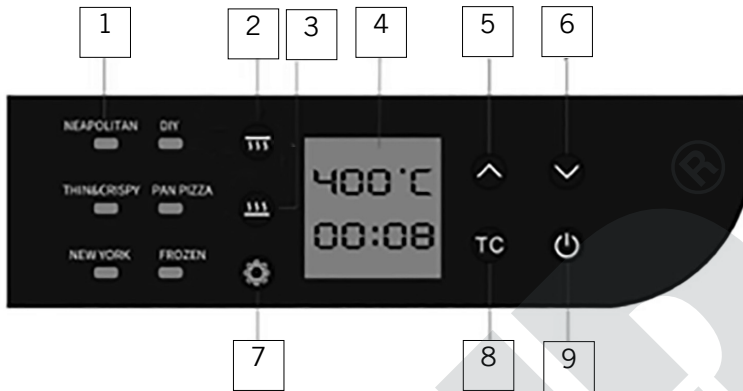 1 2 3 4 5 6
NEAPOLITAN DIY
THIN&CRISPY PAN PIZZA
NEW YORK FROZEN
400°C
00:08
TC
7 8 9
®